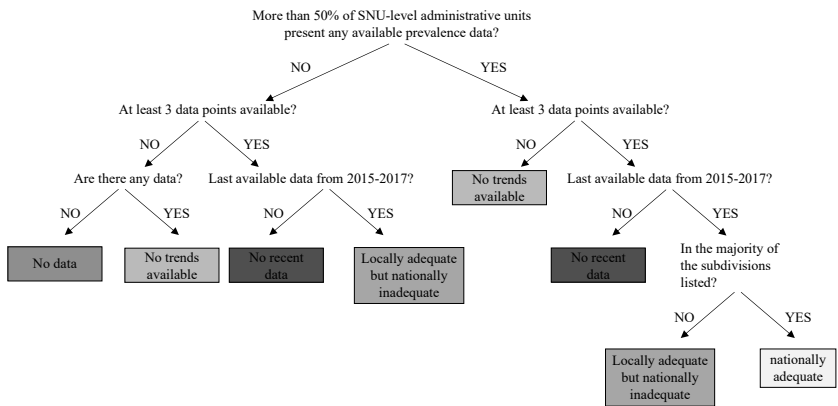 More than 50% of SNU-level administrative units
present any available prevalence data?
NO
YES
At least 3 data points available?
At least 3 data points available?
NO
YES
NO
YES
Are there any data?
Last available data from 2015-2017?
No trends
available
Last available data from 2015-2017?
NO
YES
NO
YES
NO
YES
No data
No trends
available
No recent
data
Locally adequate
but nationally
inadequate
No recent
data
In the majority of
the subdivisions
listed?
NO
YES
Locally adequate
but nationally
inadequate
nationally
adequate